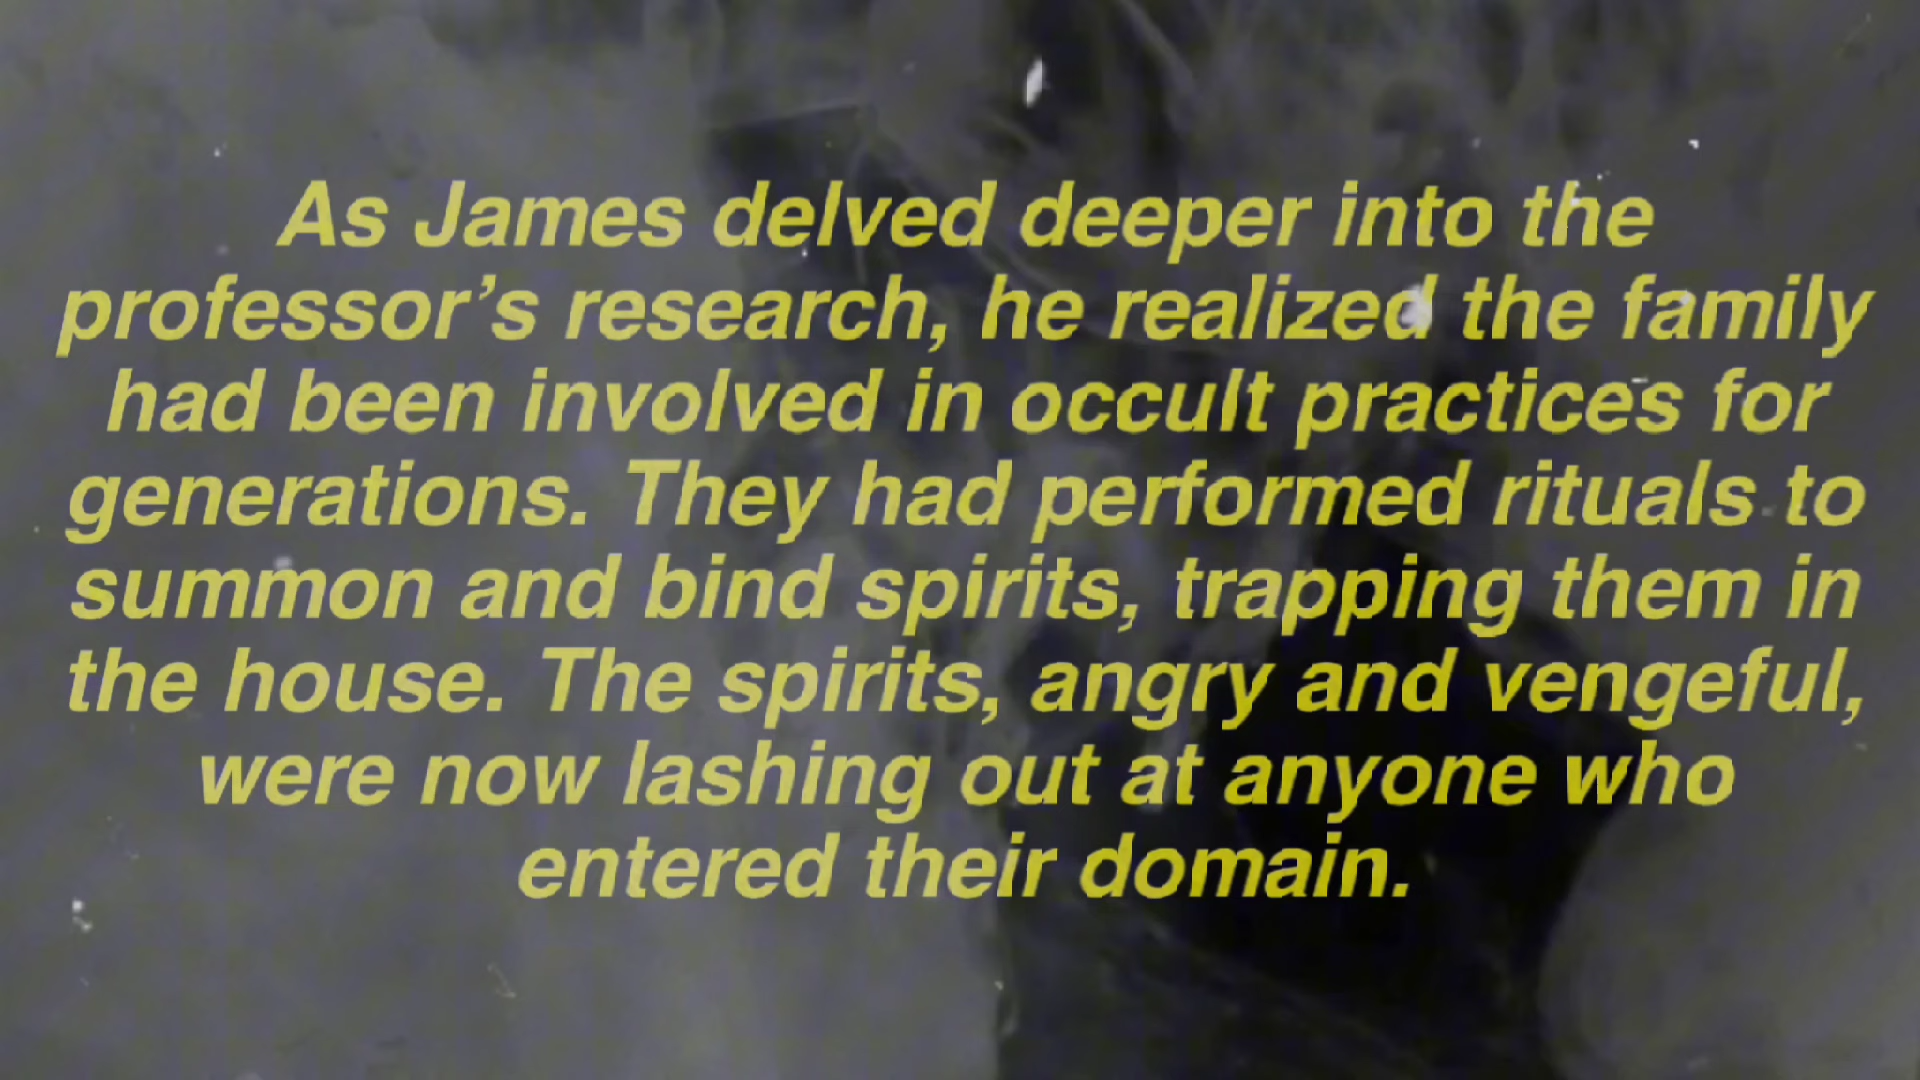 As James delved deeper into the
professor’s research, he realized the family
had been involved in occult practices for
generations. They had performed rituals to
summon and bind spirits, trapping them in
the house. The spirits, angry and vengeful,
were now lashing out at anyone who
entered their domain.